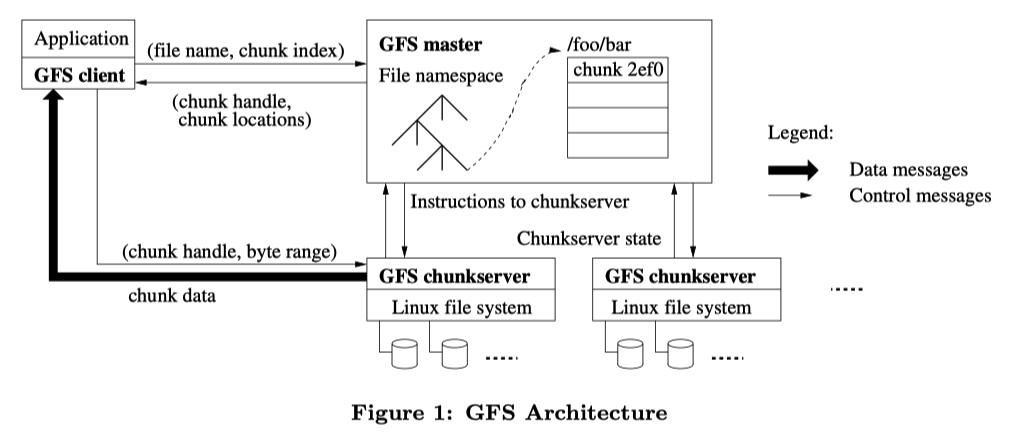 Application
GFS client
(file name, chunk index)
(chunk handle,
chunk locations)
GFS master
File namespace
/foo/bar
chunk 2ef0
Legend:
Data messages
Control messages
Instructions to chunkserver
Chunkserver state
(chunk handle, byte range)
chunk data
GFS chunkserver
Linux file system
GFS chunkserver
Linux file system
Figure 1: GFS Architecture